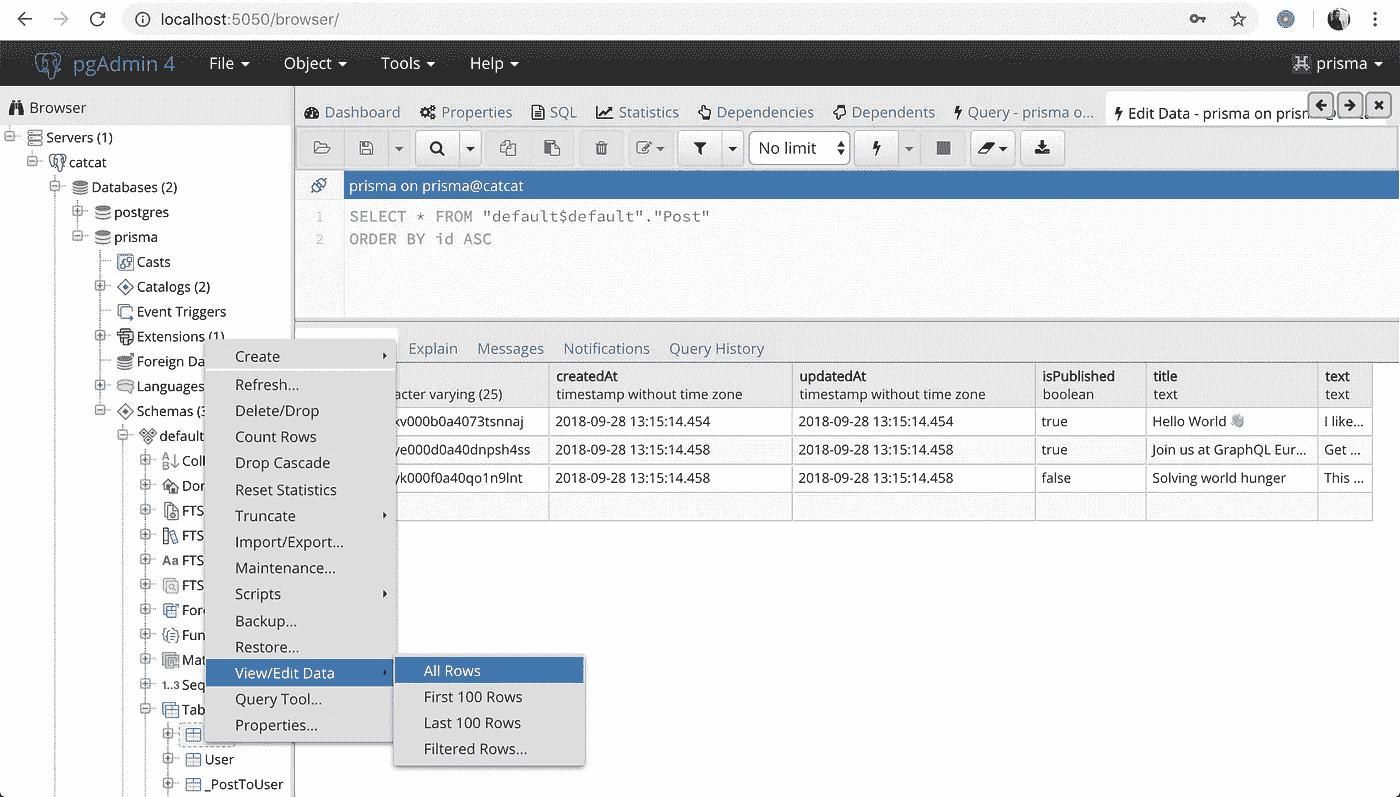 localhost:5050/browser/
pgAdmin 4 File Object Tools Help prisma
Browser
Servers (1)
catcat
Databases (2)
postgres
prisma
Casts
Catalogs (2)
Event Triggers
Extensions (1)
Foreign Da
Languages
Schemas (3
default
Coll
Dor
FTS
FTS
Aa FTS
FTS
Fore
Fun
Mat
1..3 Seq
Tab
User
_PostToUser
Dashboard Properties SQL Statistics Dependencies Dependents Query - prisma o... Edit Data - prisma on prism
No limit
prisma on prisma@catcat
1 SELECT * FROM "default$default"."Post"
2 ORDER BY id ASC
Explain Messages Notifications Query History
createdAt updatedAt isPublished title text
acter varying (25) timestamp without time zone timestamp without time zone boolean text text
xv000b0a4073tsnnaj 2018-09-28 13:15:14.454 2018-09-28 13:15:14.454 true Hello World 👋 I like...
ye000d0a40dnpsh4ss 2018-09-28 13:15:14.458 2018-09-28 13:15:14.458 true Join us at GraphQL Eur... Get ...
yk000f0a40qo1n9lnt 2018-09-28 13:15:14.458 2018-09-28 13:15:14.458 false Solving world hunger This ...
Create
Refresh...
Delete/Drop
Count Rows
Drop Cascade
Reset Statistics
Truncate
Import/Export...
Maintenance...
Scripts
Backup...
Restore...
View/Edit Data
Query Tool...
Properties...
All Rows
First 100 Rows
Last 100 Rows
Filtered Rows...